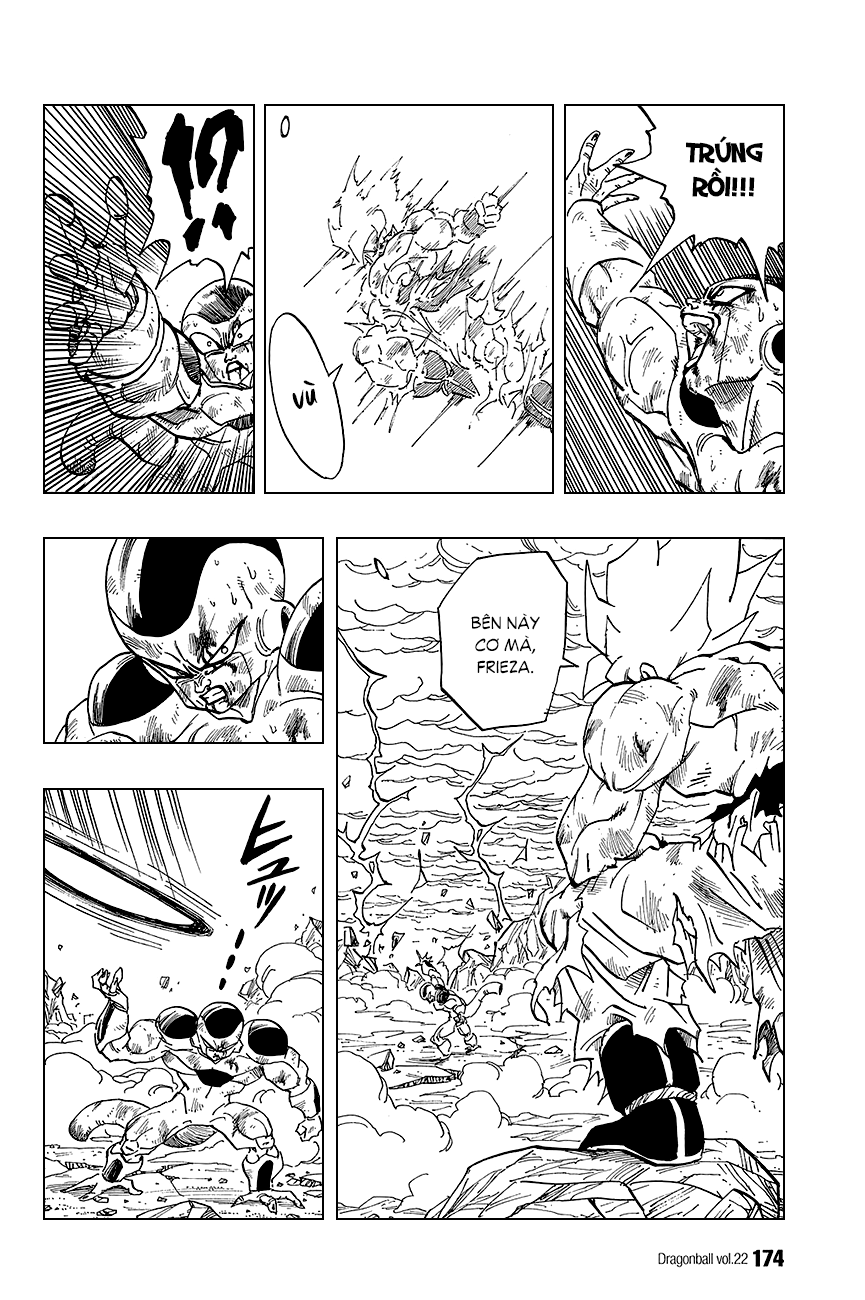 TRÚNG
RỒI!!!
VÙ
!?
BÊN NÀY
CƠ MÀ,
FRIEZA.
ヒュッ
Dragonball vol.22 174